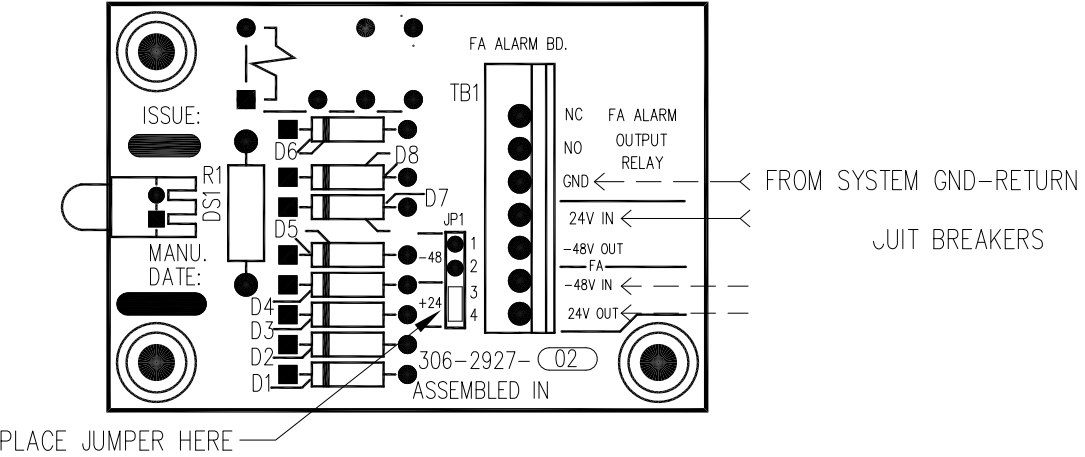 FA ALARM BD.
TB1
ISSUE:
NC
FA ALARM
NO
OUTPUT
RELAY
D6
D8
R1
DS1
GND
FROM SYSTEM GND-RETURN
D7
JP1
24V IN
D5
1
MANU.
-48
-48V OUT
BREAKERS
DATE:
2
FA
-48V IN
3
D4
+24
4
24V OUT
D3
D2
306-2927- 02
D1
ASSEMBLED IN
PLACE JUMPER HERE